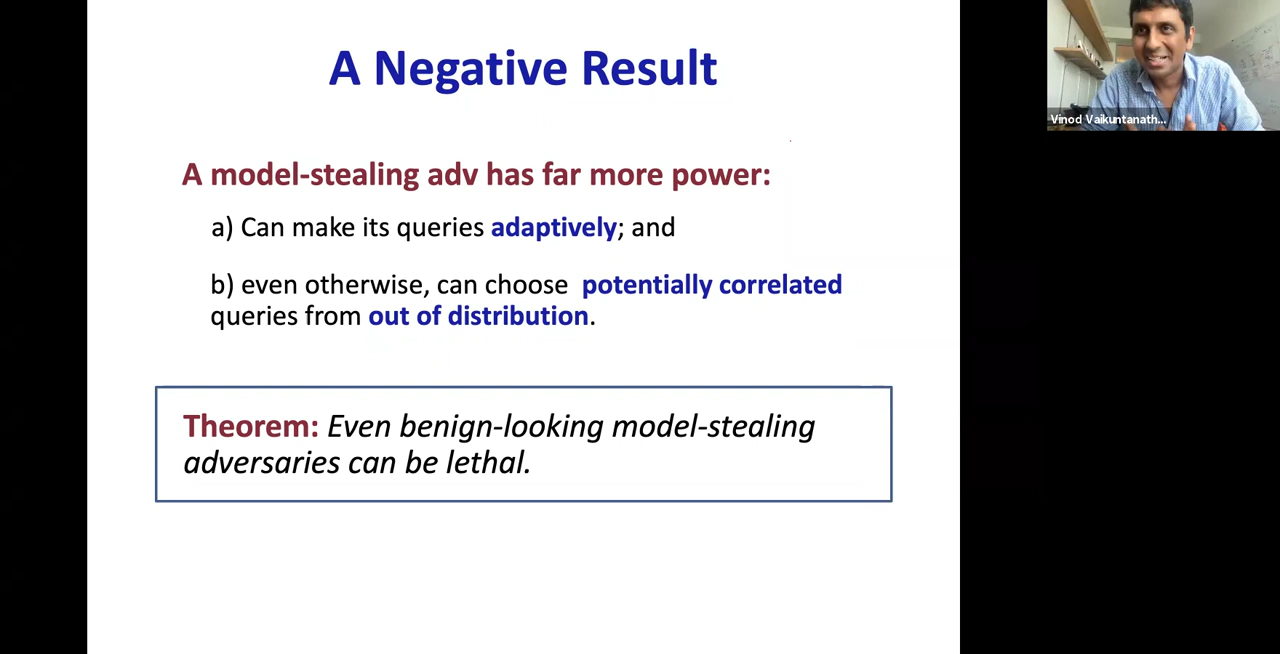 A Negative Result
Vinod Vaikuntanath...
A model-stealing adv has far more power:
a) Can make its queries adaptively; and
b) even otherwise, can choose potentially correlated
queries from out of distribution.
Theorem: Even benign-looking model-stealing
adversaries can be lethal.